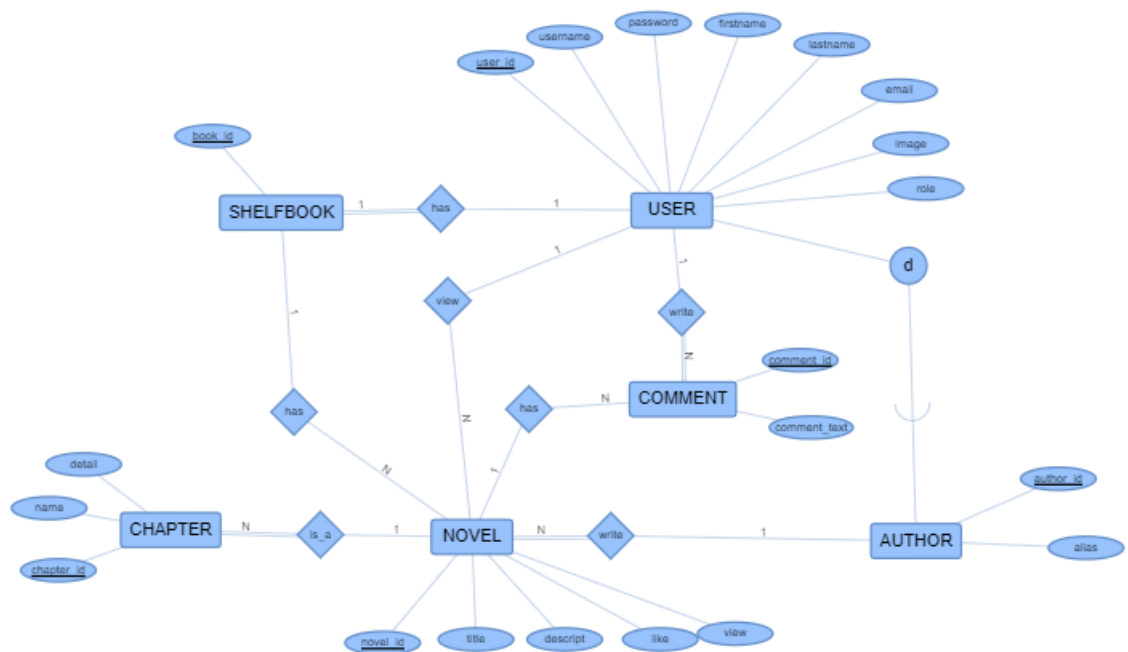 password
firstname
username
lastname
user_id
email
book_id
image
role
SHELFBOOK
1
has
1
USER
d
1
1
view
write
1
N
comment_id
COMMENT
N
has
has
N
comment_text
1
N
detail
author_id
name
CHAPTER
N
is_a
1
NOVEL
N
write
1
AUTHOR
alias
chapter_id
novel_id
title
descript
like
view